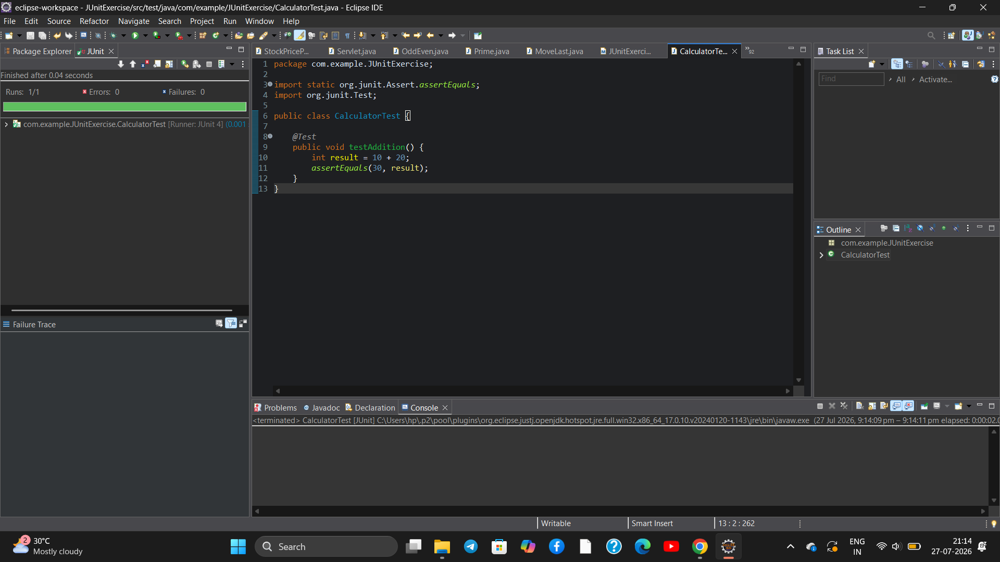 eclipse-workspace - JUnitExercise/src/test/java/com/example/JUnitExercise/CalculatorTest.java - Eclipse IDE
File Edit Source Refactor Navigate Search Project Run Window Help
Package Explorer JUnit
Finished after 0.04 seconds
Runs: 1/1 Errors: 0 Failures: 0
com.example.JUnitExercise.CalculatorTest [Runner: JUnit 4] (0.001
Failure Trace
StockPriceP... Servlet.java OddEven.java Prime.java MoveLast.java JUnitExerci... CalculatorTe... »92
1 package com.example.JUnitExercise;
2
3 import static org.junit.Assert.assertEquals;
4 import org.junit.Test;
5
6 public class CalculatorTest {
7
8 @Test
9 public void testAddition() {
10 int result = 10 + 20;
11 assertEquals(30, result);
12 }
13 }
Task List
Find All Activate...
Outline
com.example.JUnitExercise
CalculatorTest
Problems Javadoc Declaration Console
<terminated> CalculatorTest [JUnit] C:\Users\hp\.p2\pool\plugins\org.eclipse.justj.openjdk.hotspot.jre.full.win32.x86_64_17.0.10.v20240120-1143\jre\bin\javaw.exe (27 Jul 2026, 9:14:09 pm – 9:14:11 pm elapsed: 0:00:02.0
Writable Smart Insert 13 : 2 : 262
2
30°C
Mostly cloudy
Search
ENG
IN
21:14
27-07-2026